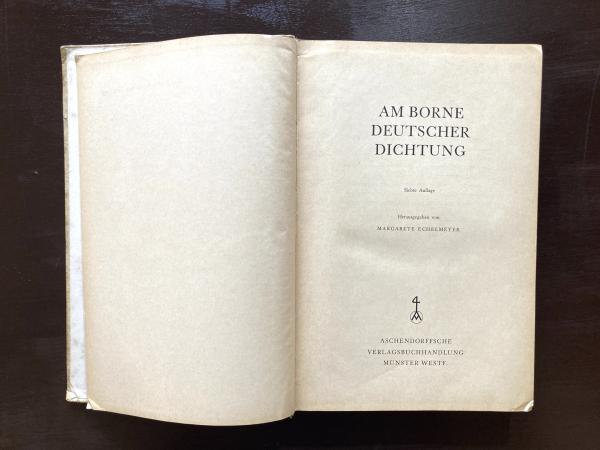 AM BORNE
DEUTSCHER
DICHTUNG
Siebte Auflage
Herausgegeben von
MARGARETE ECHELMEYER
ASCHENDORFFSCHE
VERLAGSBUCHHANDLUNG
MÜNSTER WESTF.